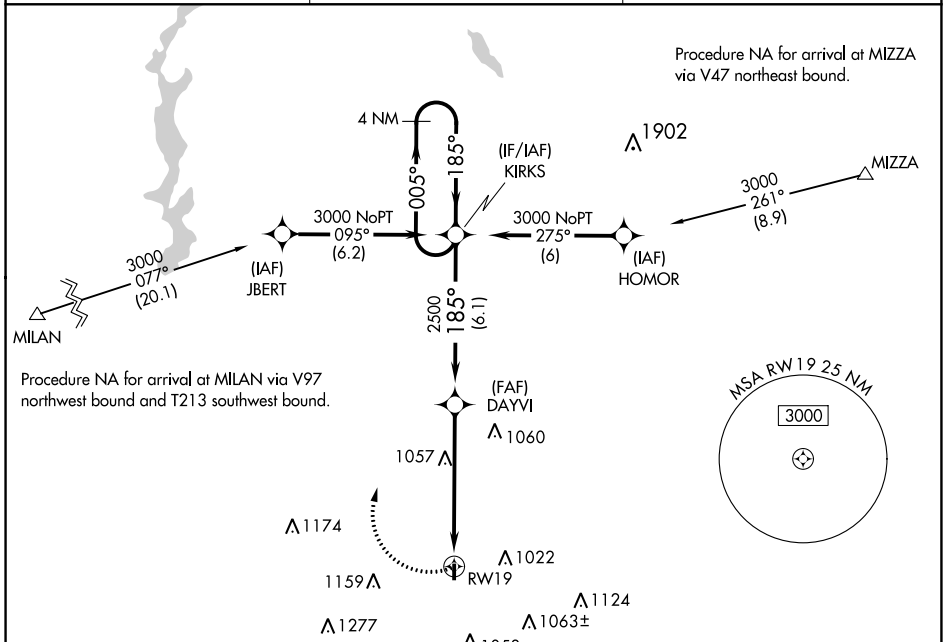 Procedure NA for arrival at MIZZA
via V47 northeast bound.
4 NM
005°
185°
(IF/IAF)
KIRKS
1902
MIZZA
3000
261°
(8.9)
3000 NoPT
095°
(6.2)
3000 NoPT
275°
(6)
(IAF)
JBERT
(IAF)
HOMOR
3000
077°
(20.1)
MILAN
2500
185°
(6.1)
Procedure NA for arrival at MILAN via V97
northwest bound and T213 southwest bound.
(FAF)
DAYVI
MSA RW19 25 NM
3000
1060
1057
1174
1022
RW19
1159
1124
1063±
1277